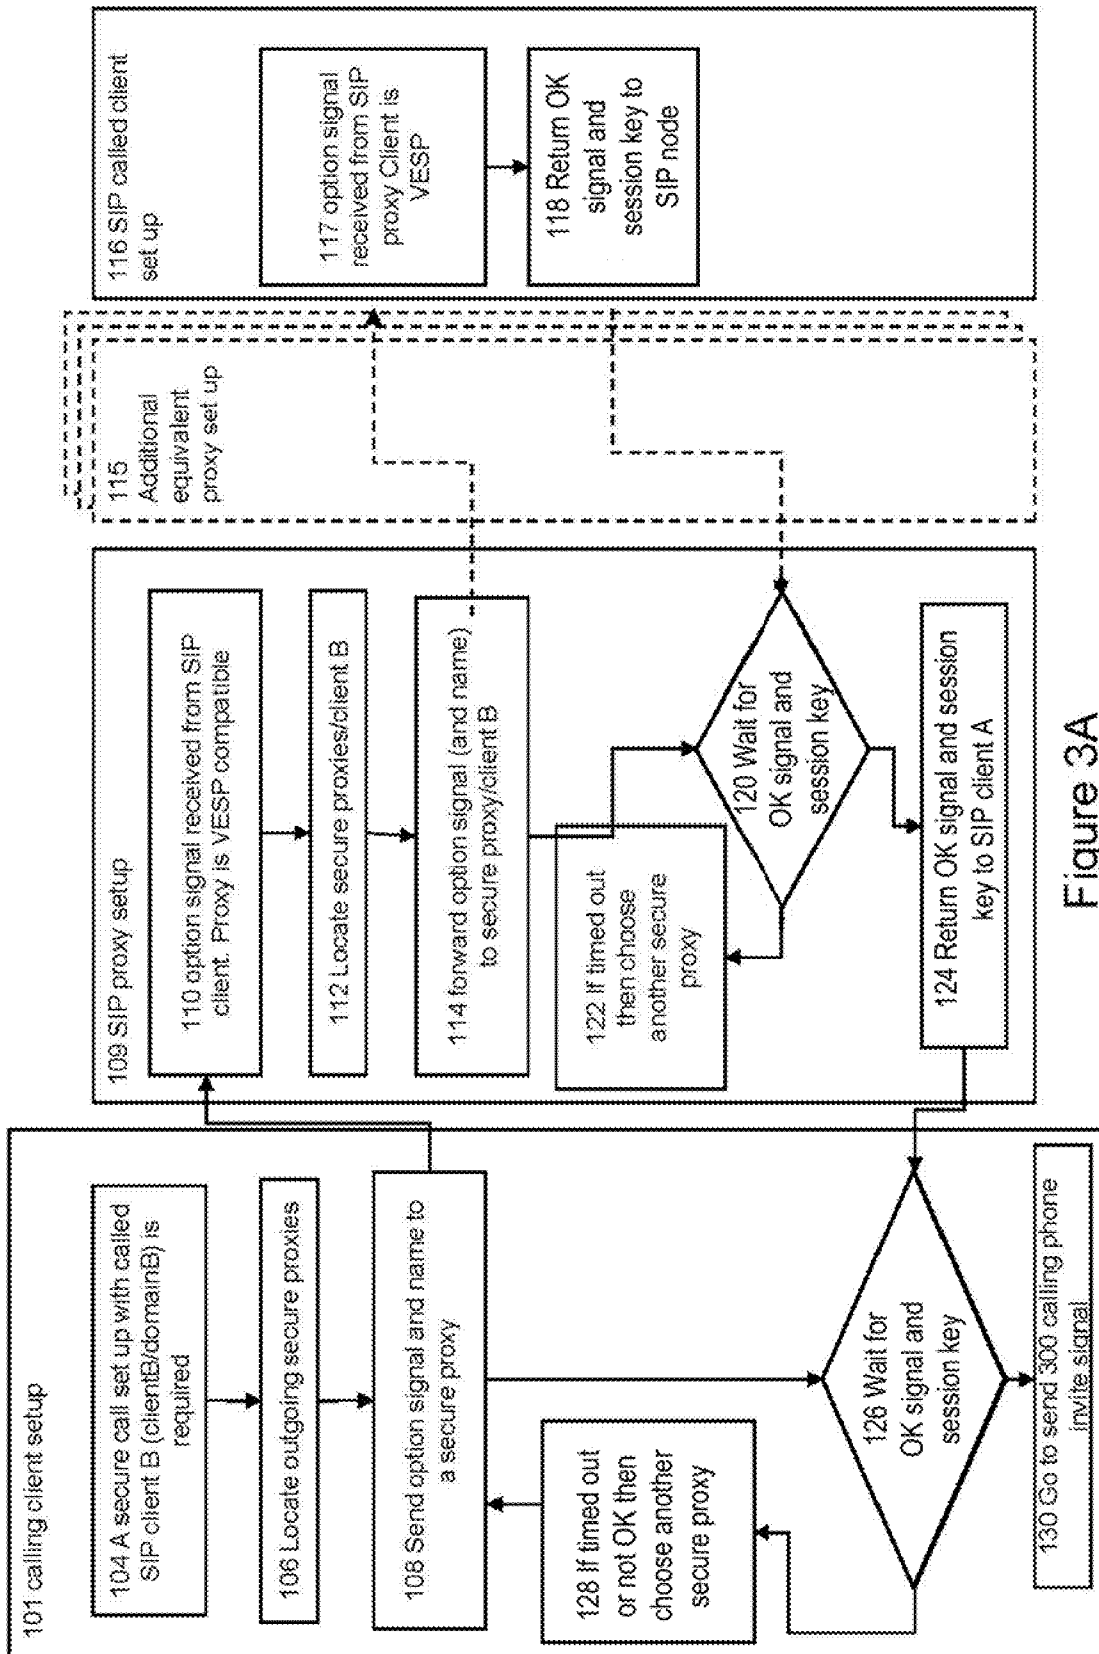 101 calling client setup
104 A secure call set up with called
SIP client B (clientB/domainB) is
required
106 Locate outgoing secure proxies
108 Send option signal and name to
a secure proxy
128 If timed out
or not OK then
choose another
secure proxy
126 Wait for
OK signal and
session key
130 Go to send 300 calling phone
invite signal
109 SIP proxy setup
110 option signal received from SIP
client. Proxy is VESP compatible
112 Locate secure proxies/client B
114 forward option signal (and name)
to secure proxy/client B
122 If timed out
then choose
another secure
proxy
120 Wait for
OK signal and
session key
124 Return OK signal and session
key to SIP client A
115
Additional
equivalent
proxy set up
116 SIP called client
set up
117 option signal
received from SIP
proxy Client is
VESP
118 Return OK
signal and
session key to
SIP node
Figure 3A